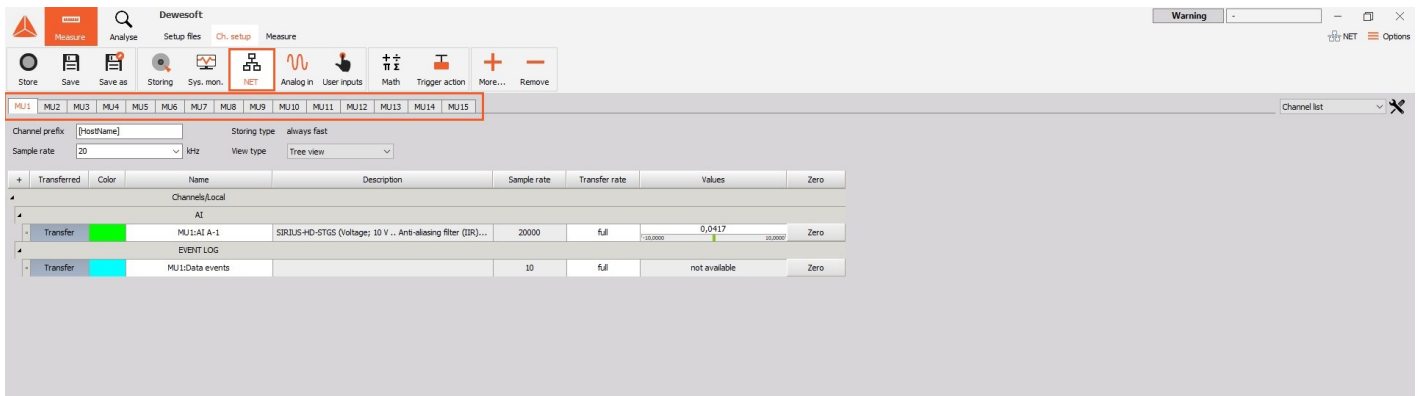 Dewesoft
Warning -
Measure Analyse Setup files Ch. setup Measure
NET Options
Store Save Save as Storing Sys. mon. NET Analog in User inputs Math Trigger action More... Remove
MU1 MU2 MU3 MU4 MU5 MU6 MU7 MU8 MU9 MU10 MU11 MU12 MU13 MU14 MU15
Channel list
Channel prefix [HostName] Storing type always fast
Sample rate 20 kHz View type Tree view
+ Transferred Color Name Description Sample rate Transfer rate Values Zero
Channels/Local
AI
Transfer MU1:AI A-1 SIRIUS-HD-STGS (Voltage; 10 V .. Anti-aliasing filter (IIR)... 20000 full 0,0417 Zero
-10,0000 10,0000
EVENT LOG
Transfer MU1:Data events 10 full not available Zero